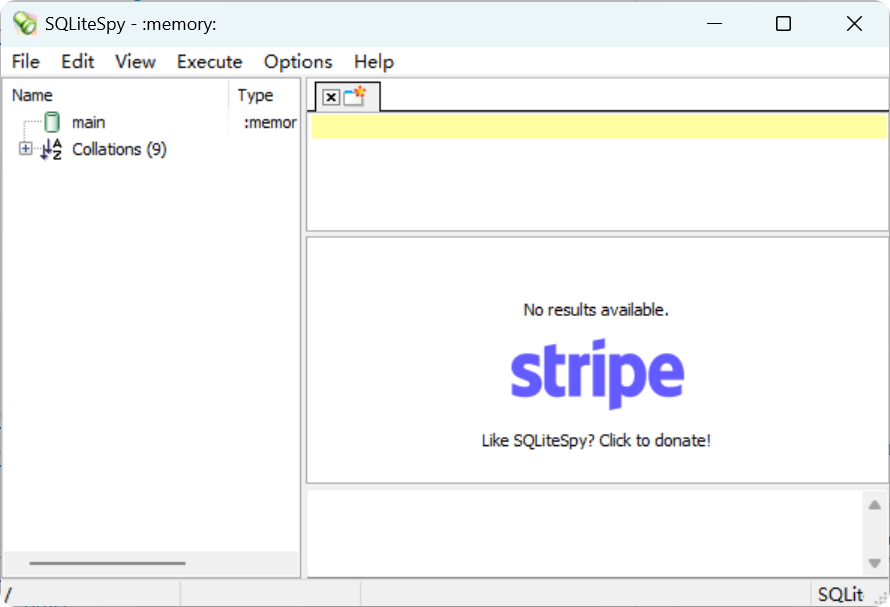 SQLiteSpy - :memory:
File Edit View Execute Options Help
Name Type
main :memor
Collations (9)
No results available.
stripe
Like SQLiteSpy? Click to donate!
/ SQLit